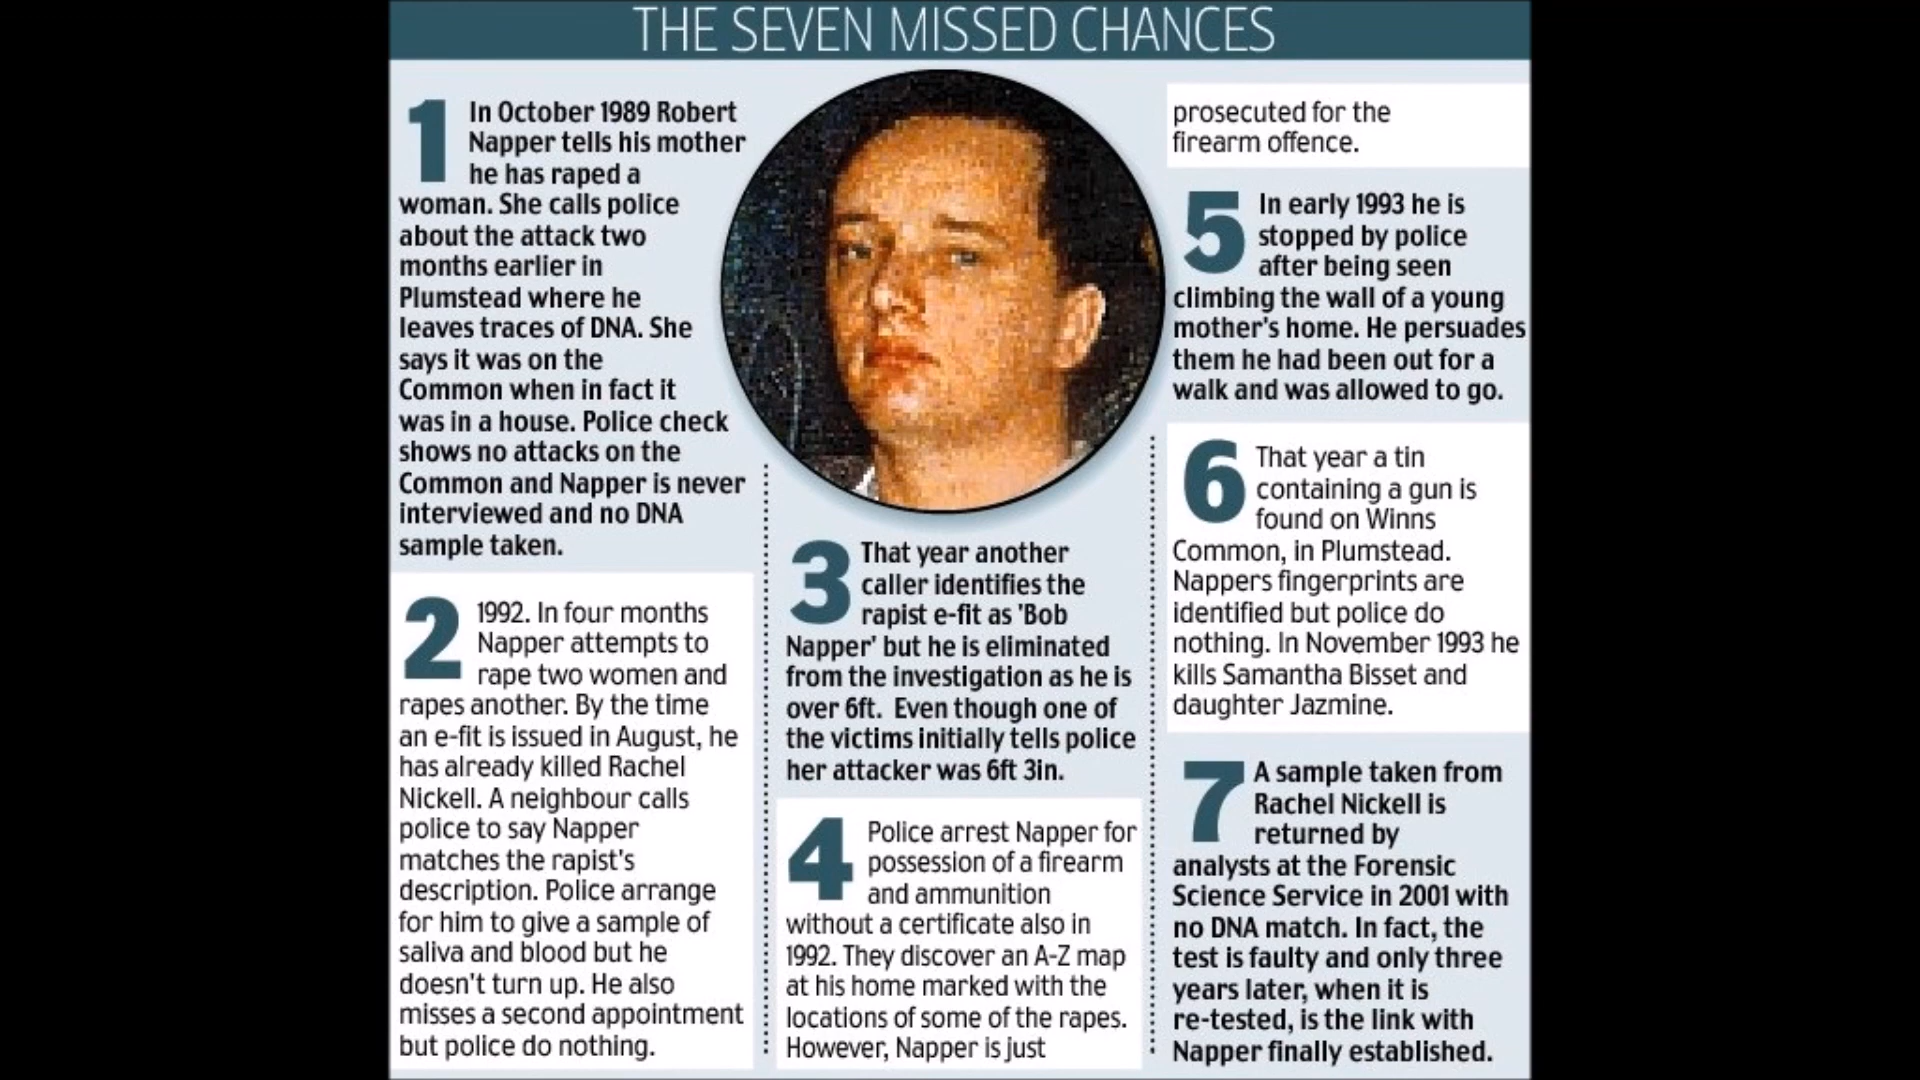 THE SEVEN MISSED CHANCES
1 In October 1989 Robert
Napper tells his mother
he has raped a
woman. She calls police
about the attack two
months earlier in
Plumstead where he
leaves traces of DNA. She
says it was on the
Common when in fact it
was in a house. Police check
shows no attacks on the
Common and Napper is never
interviewed and no DNA
sample taken.
2 1992. In four months
Napper attempts to
rape two women and
rapes another. By the time
an e-fit is issued in August, he
has already killed Rachel
Nickell. A neighbour calls
police to say Napper
matches the rapist's
description. Police arrange
for him to give a sample of
saliva and blood but he
doesn't turn up. He also
misses a second appointment
but police do nothing.
3 That year another
caller identifies the
rapist e-fit as 'Bob
Napper' but he is eliminated
from the investigation as he is
over 6ft. Even though one of
the victims initially tells police
her attacker was 6ft 3in.
4 Police arrest Napper for
possession of a firearm
and ammunition
without a certificate also in
1992. They discover an A-Z map
at his home marked with the
locations of some of the rapes.
However, Napper is just
prosecuted for the
firearm offence.
5 In early 1993 he is
stopped by police
after being seen
climbing the wall of a young
mother's home. He persuades
them he had been out for a
walk and was allowed to go.
6 That year a tin
containing a gun is
found on Winns
Common, in Plumstead.
Nappers fingerprints are
identified but police do
nothing. In November 1993 he
kills Samantha Bisset and
daughter Jazmine.
7 A sample taken from
Rachel Nickell is
returned by
analysts at the Forensic
Science Service in 2001 with
no DNA match. In fact, the
test is faulty and only three
years later, when it is
re-tested, is the link with
Napper finally established.